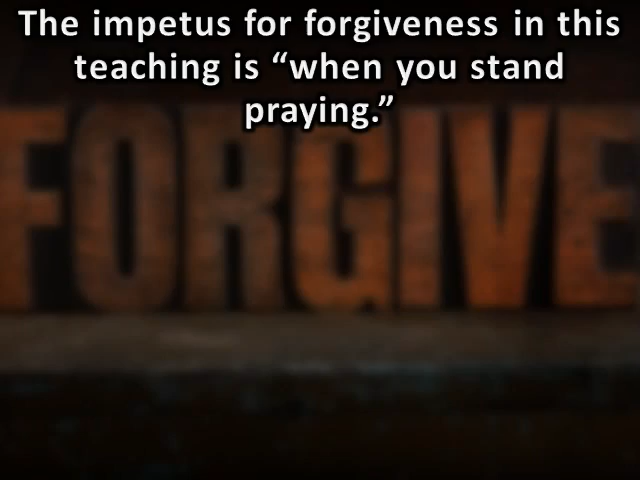 The impetus for forgiveness in this
teaching is “when you stand
praying.”
FORGIVE